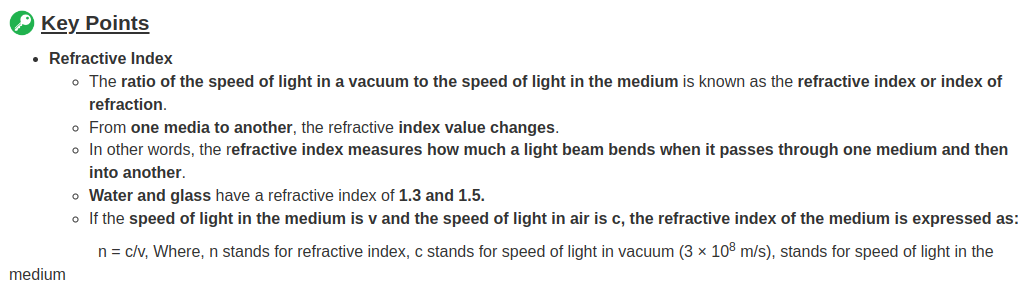 Key Points
• Refractive Index
○ The ratio of the speed of light in a vacuum to the speed of light in the medium is known as the refractive index or index of
refraction.
○ From one media to another, the refractive index value changes.
○ In other words, the refractive index measures how much a light beam bends when it passes through one medium and then
into another.
○ Water and glass have a refractive index of 1.3 and 1.5.
○ If the speed of light in the medium is v and the speed of light in air is c, the refractive index of the medium is expressed as:
n = c/v, Where, n stands for refractive index, c stands for speed of light in vacuum (3 × 10⁸ m/s), stands for speed of light in the
medium